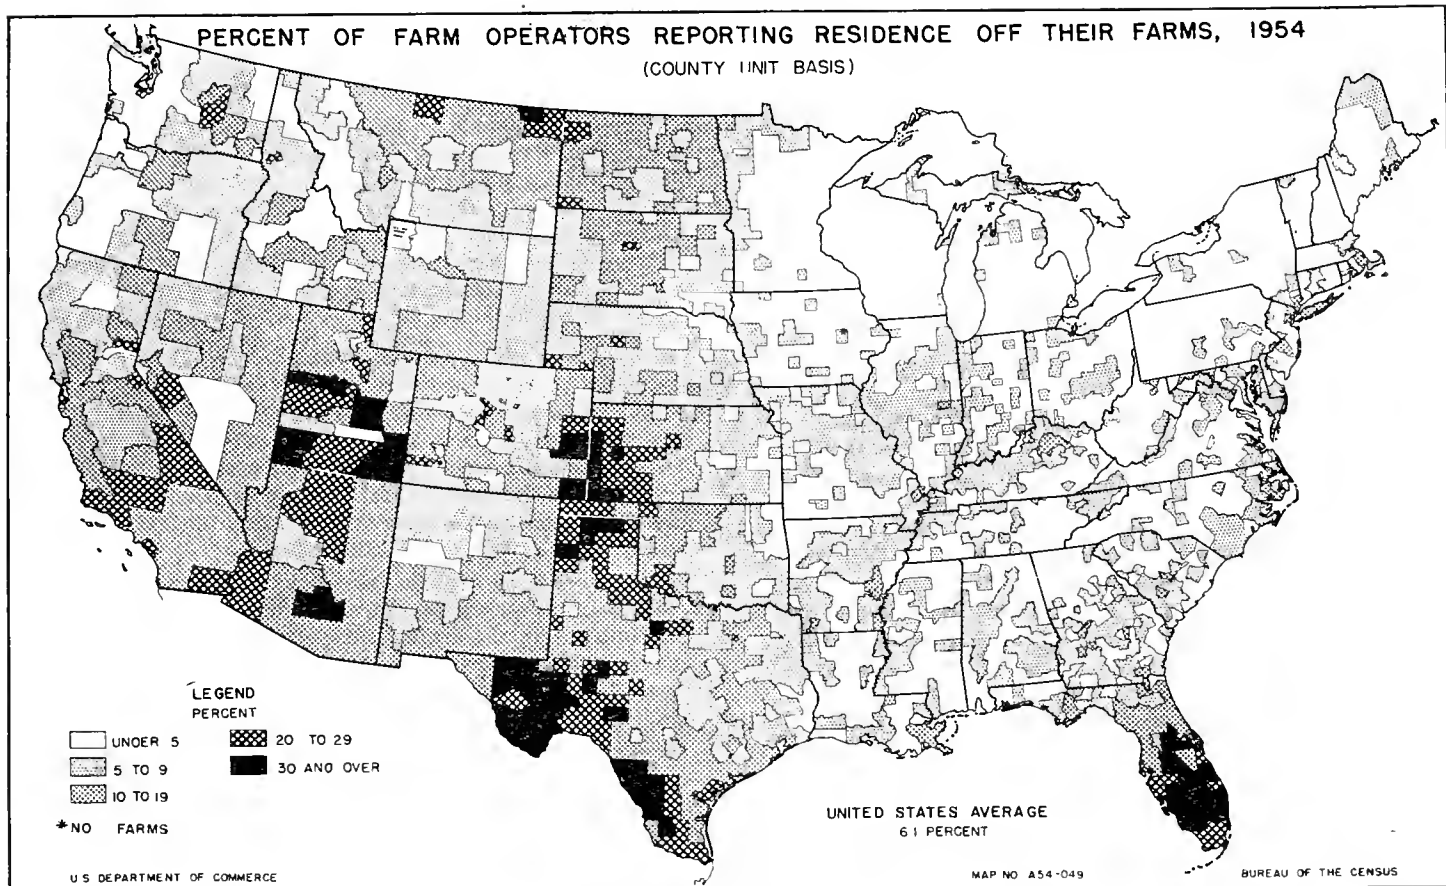 PERCENT OF FARM OPERATORS REPORTING RESIDENCE OFF THEIR FARMS, 1954
(COUNTY UNIT BASIS)
LEGEND
PERCENT
UNDER 5
20 TO 29
5 TO 9
30 AND OVER
10 TO 19
*NO FARMS
UNITED STATES AVERAGE
6.1 PERCENT
U S DEPARTMENT OF COMMERCE
MAP NO A54-049
BUREAU OF THE CENSUS